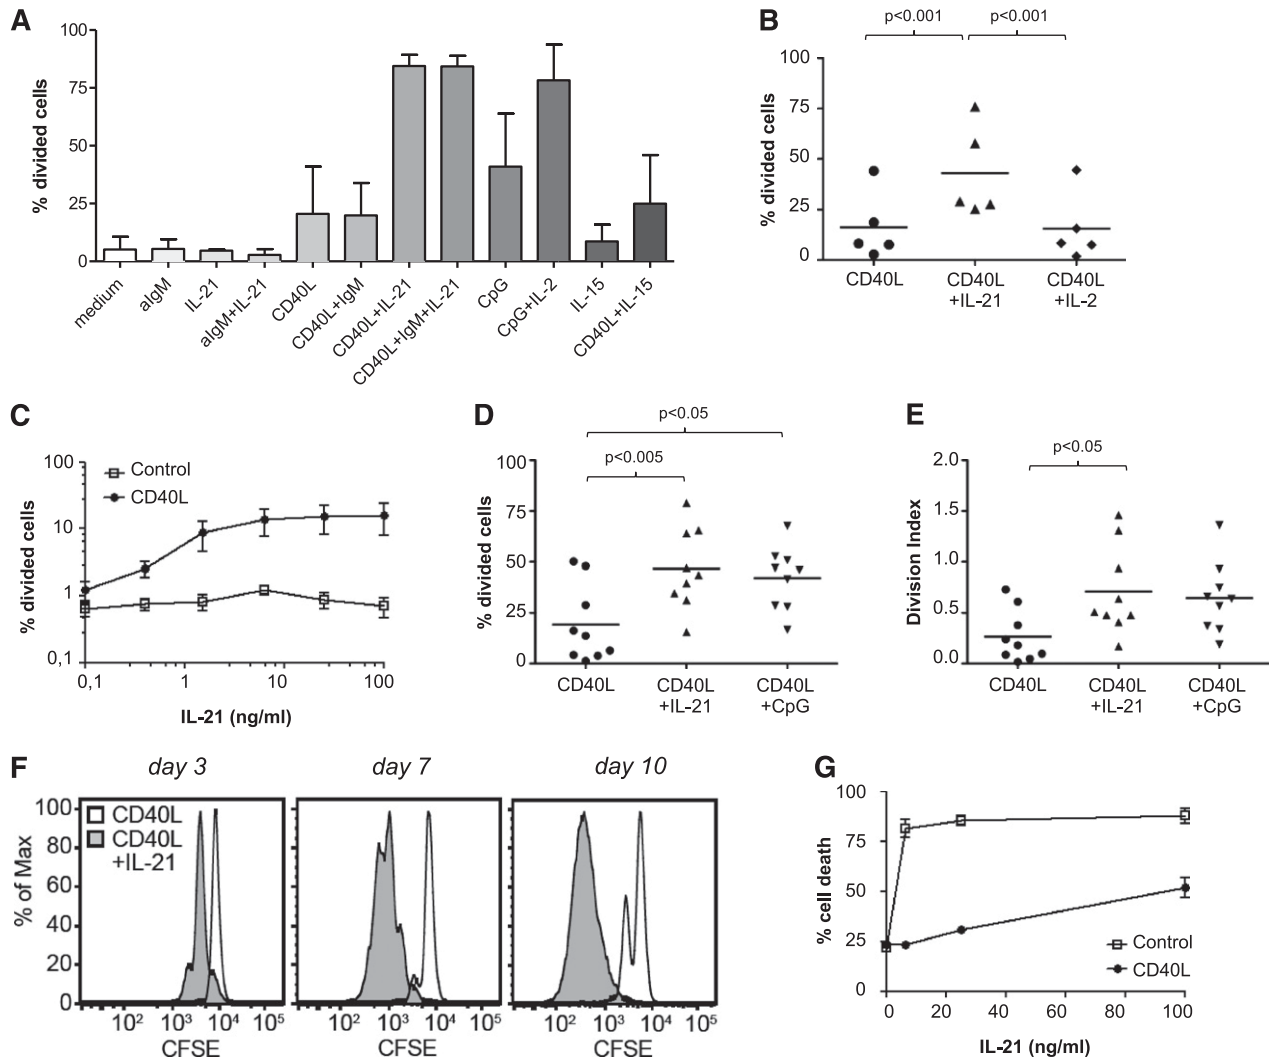 A
% divided cells
100
75
50
25
0
medium
aIgM
IL-21
aIgM+IL-21
CD40L
CD40L+IgM
CD40L+IL-21
CD40L+IgM+IL-21
CpG
CpG+IL-2
IL-15
CD40L+IL-15
B
p<0.001
p<0.001
% divided cells
100
75
50
25
0
CD40L
CD40L
+IL-21
CD40L
+IL-2
C
% divided cells
100
10
1
0,1
Control
CD40L
0,1
1
10
100
IL-21 (ng/ml)
D
p<0.05
p<0.005
% divided cells
100
75
50
25
0
CD40L
CD40L
+IL-21
CD40L
+CpG
E
p<0.05
Division Index
2.0
1.5
1.0
0.5
0.0
CD40L
CD40L
+IL-21
CD40L
+CpG
F
day 3
day 7
day 10
% of Max
100
80
60
40
20
0
CD40L
CD40L
+IL-21
10² 10³ 10⁴ 10⁵
CFSE
10² 10³ 10⁴ 10⁵
CFSE
10² 10³ 10⁴ 10⁵
CFSE
G
% cell death
100
75
50
25
0
Control
CD40L
0 20 40 60 80 100
IL-21 (ng/ml)